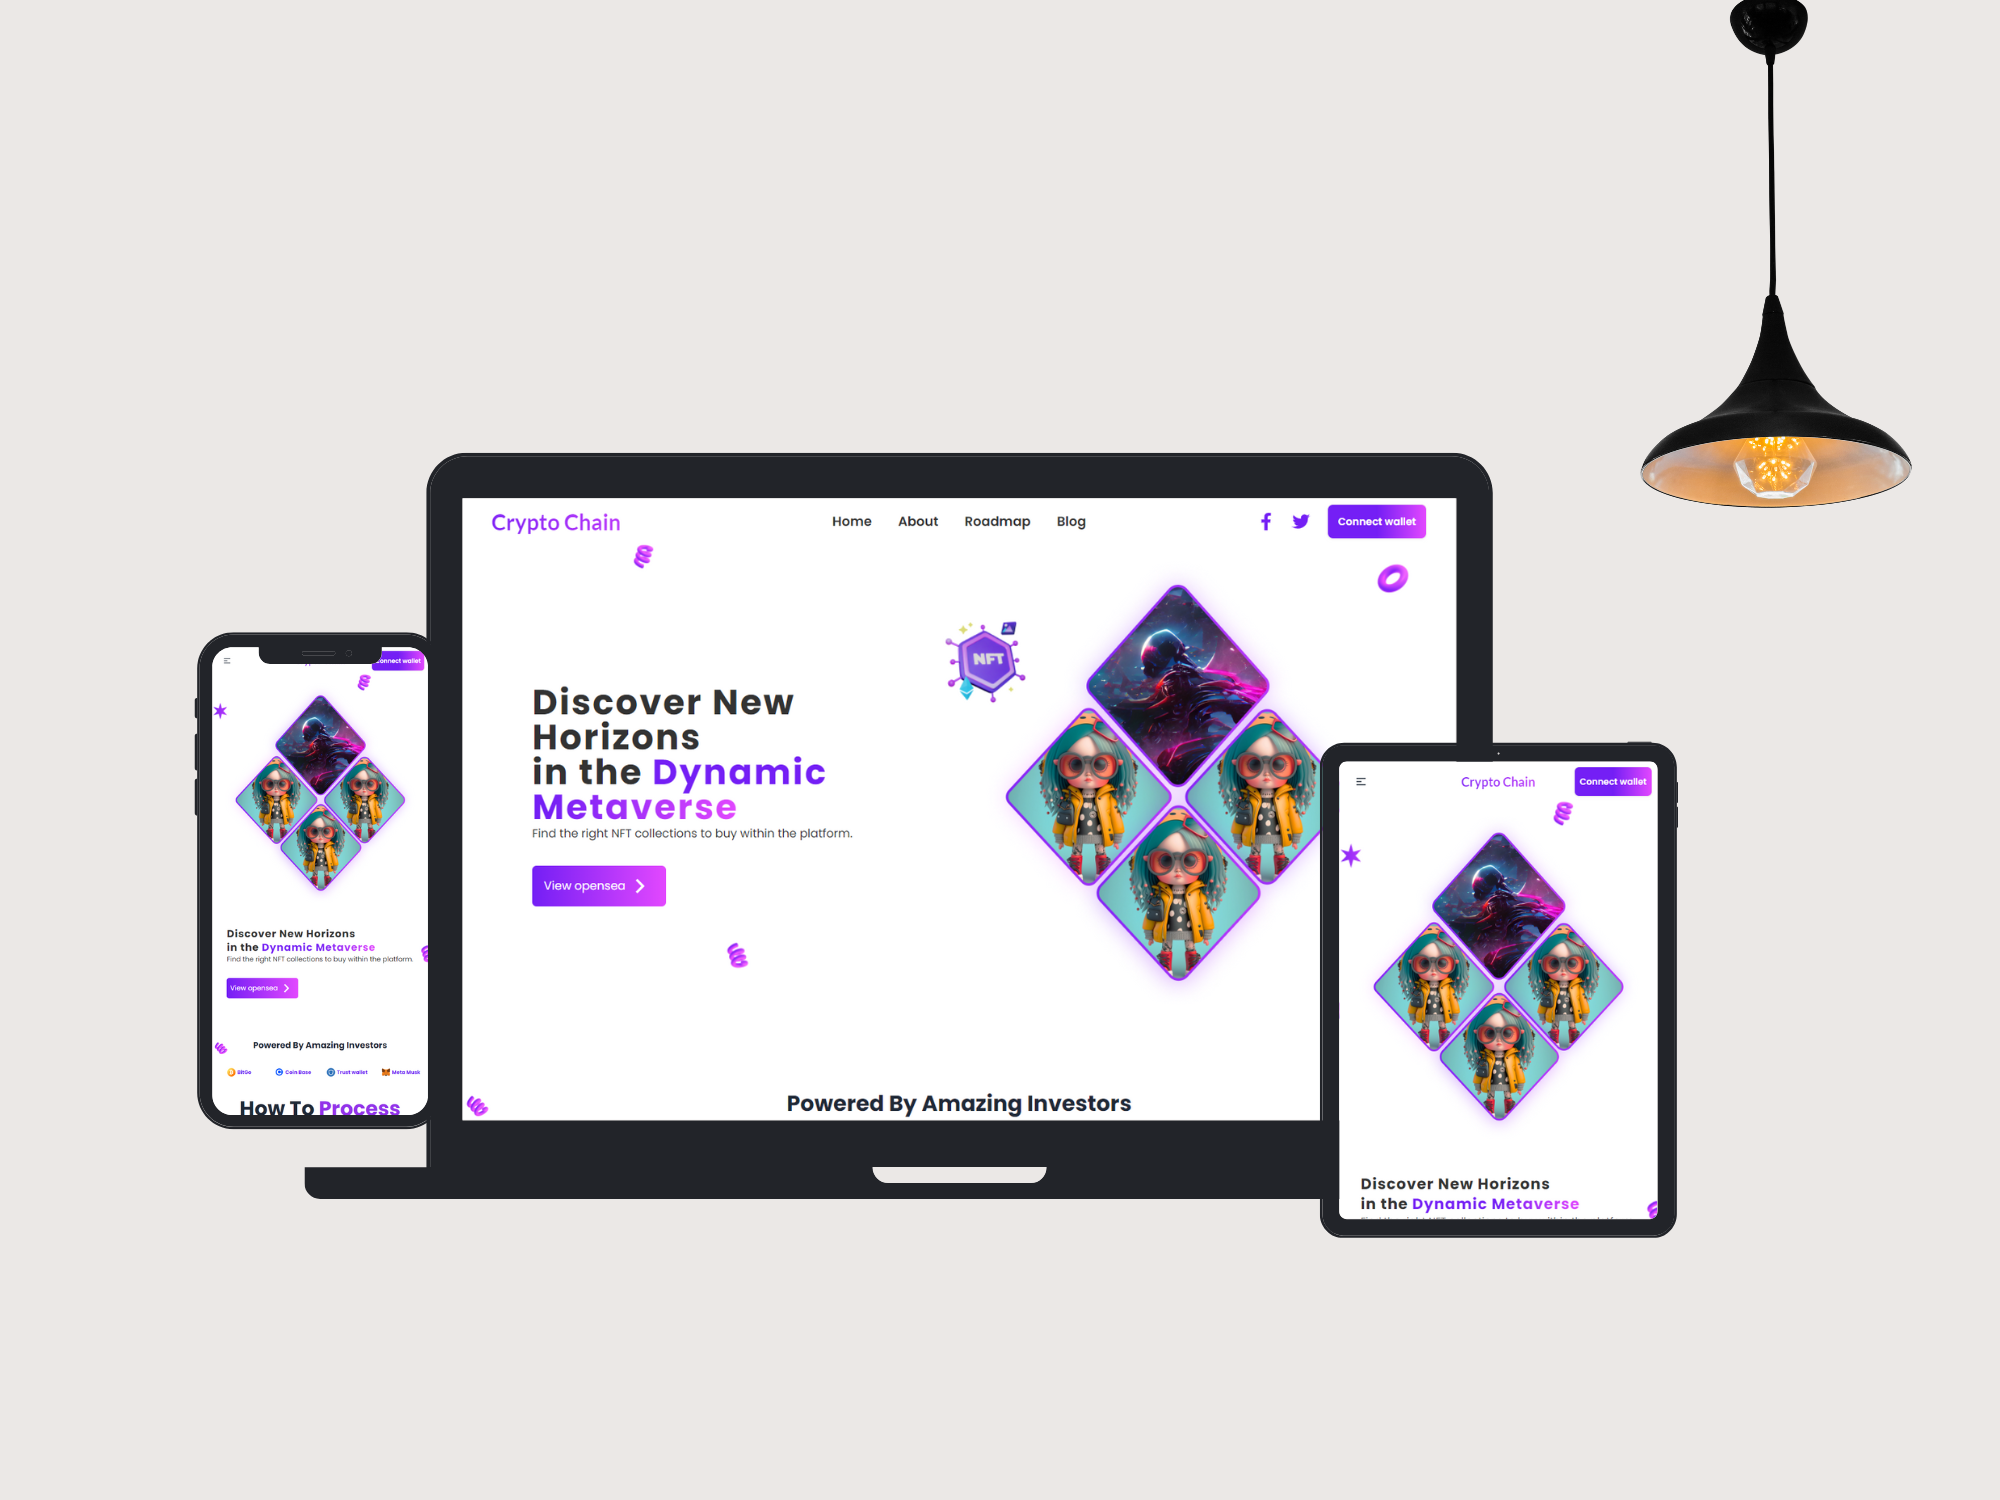 Crypto Chain
Home About Roadmap Blog
Connect wallet
NFT
Discover New
Horizons
in the Dynamic
Metaverse
Find the right NFT collections to buy within the platform.
View opensea
Powered By Amazing Investors
Connect wallet
Discover New Horizons
in the Dynamic Metaverse
Find the right NFT collections to buy within the platform.
View opensea
Powered By Amazing Investors
BitGo Coin Base Trust wallet Meta Musk
How To Process
Crypto Chain
Connect wallet
Discover New Horizons
in the Dynamic Metaverse